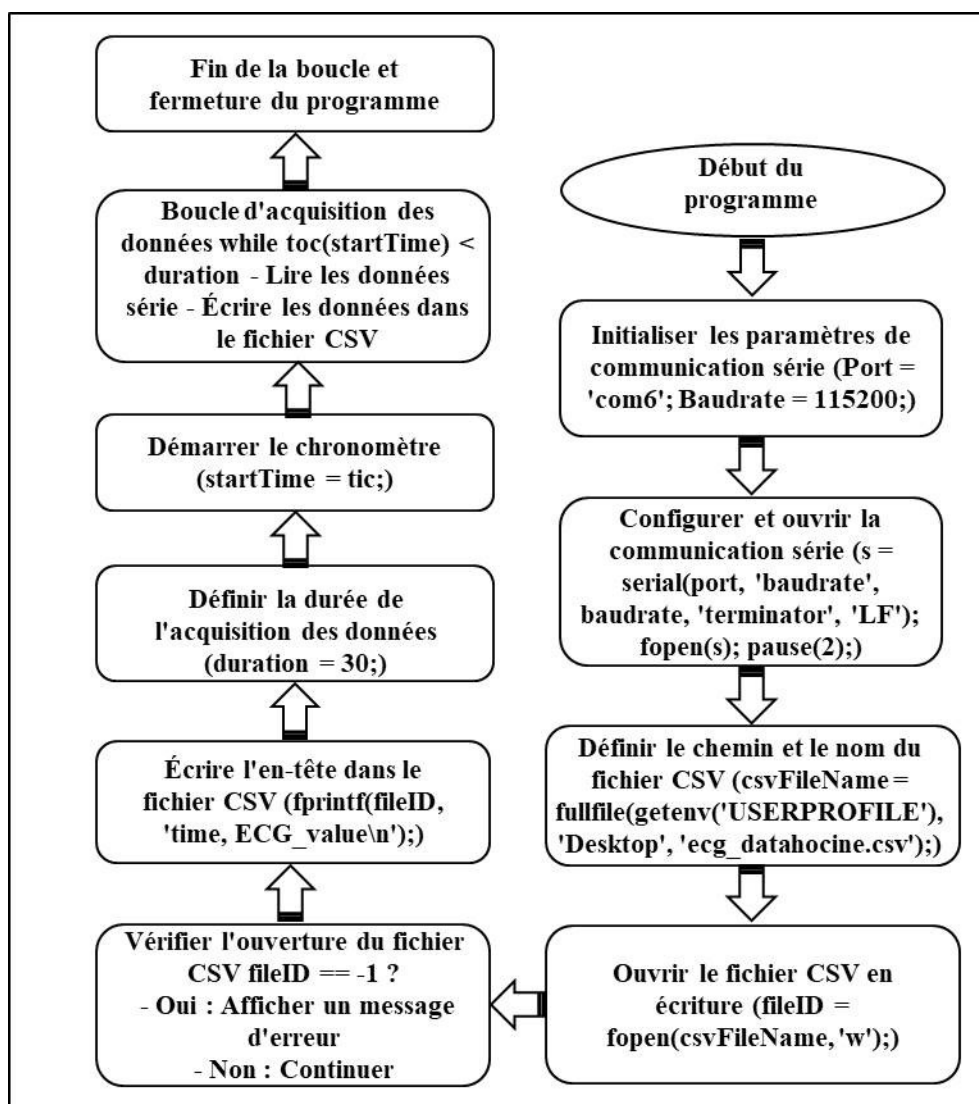 Début du
programme
Initialiser les paramètres de
communication série (Port =
'com6'; Baudrate = 115200;)
Configurer et ouvrir la
communication série (s =
serial(port, 'baudrate',
baudrate, 'terminator', 'LF');
fopen(s); pause(2);)
Définir le chemin et le nom du
fichier CSV (csvFileName =
fullfile(getenv('USERPROFILE'),
'Desktop', 'ecg_datahocine.csv');)
Ouvrir le fichier CSV en
écriture (fileID =
fopen(csvFileName, 'w');)
Vérifier l'ouverture du fichier
CSV fileID == -1 ?
- Oui : Afficher un message
d'erreur
- Non : Continuer
Écrire l'en-tête dans le
fichier CSV (fprintf(fileID,
'time, ECG_value\n');)
Définir la durée de
l'acquisition des données
(duration = 30;)
Démarrer le chronomètre
(startTime = tic;)
Boucle d'acquisition des
données while toc(startTime) <
duration - Lire les données
série - Écrire les données dans
le fichier CSV
Fin de la boucle et
fermeture du programme